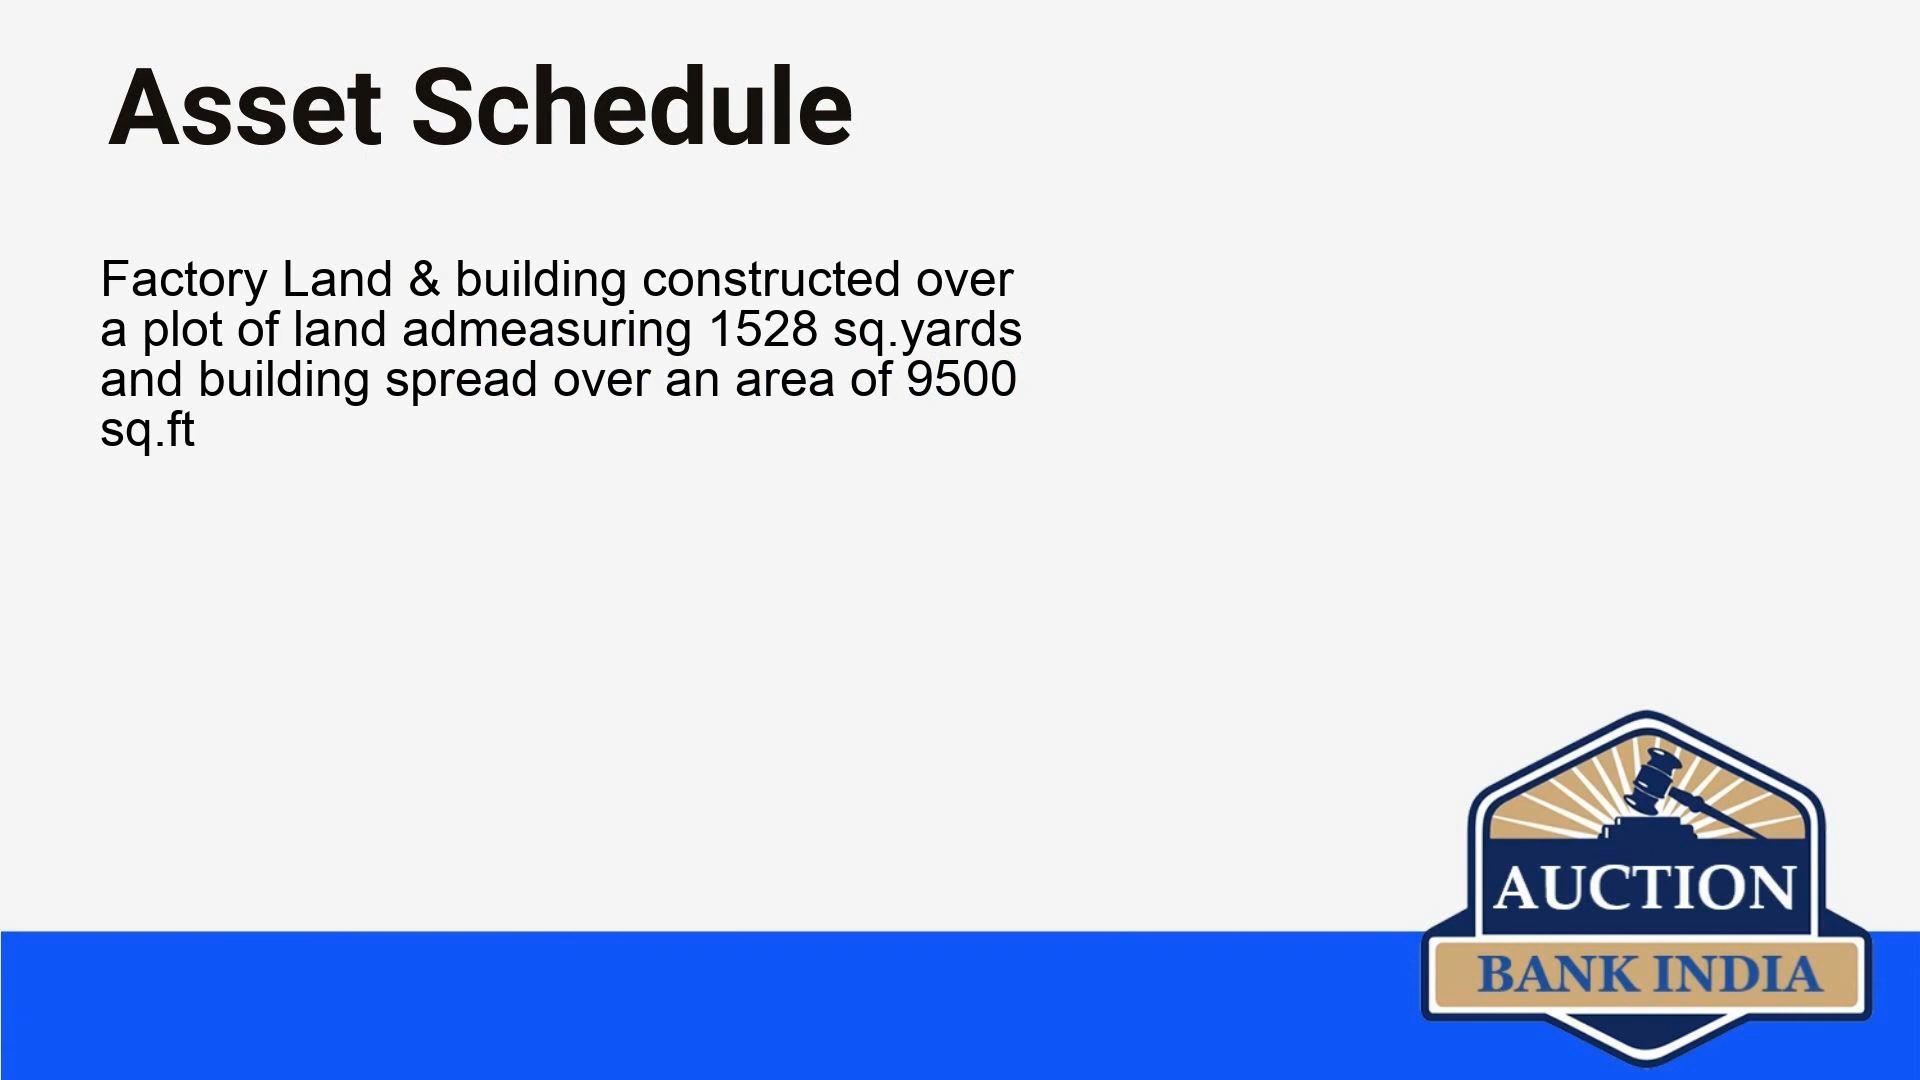 Asset Schedule
Factory Land & building constructed over
a plot of land admeasuring 1528 sq.yards
and building spread over an area of 9500
sq.ft
AUCTION
BANK INDIA